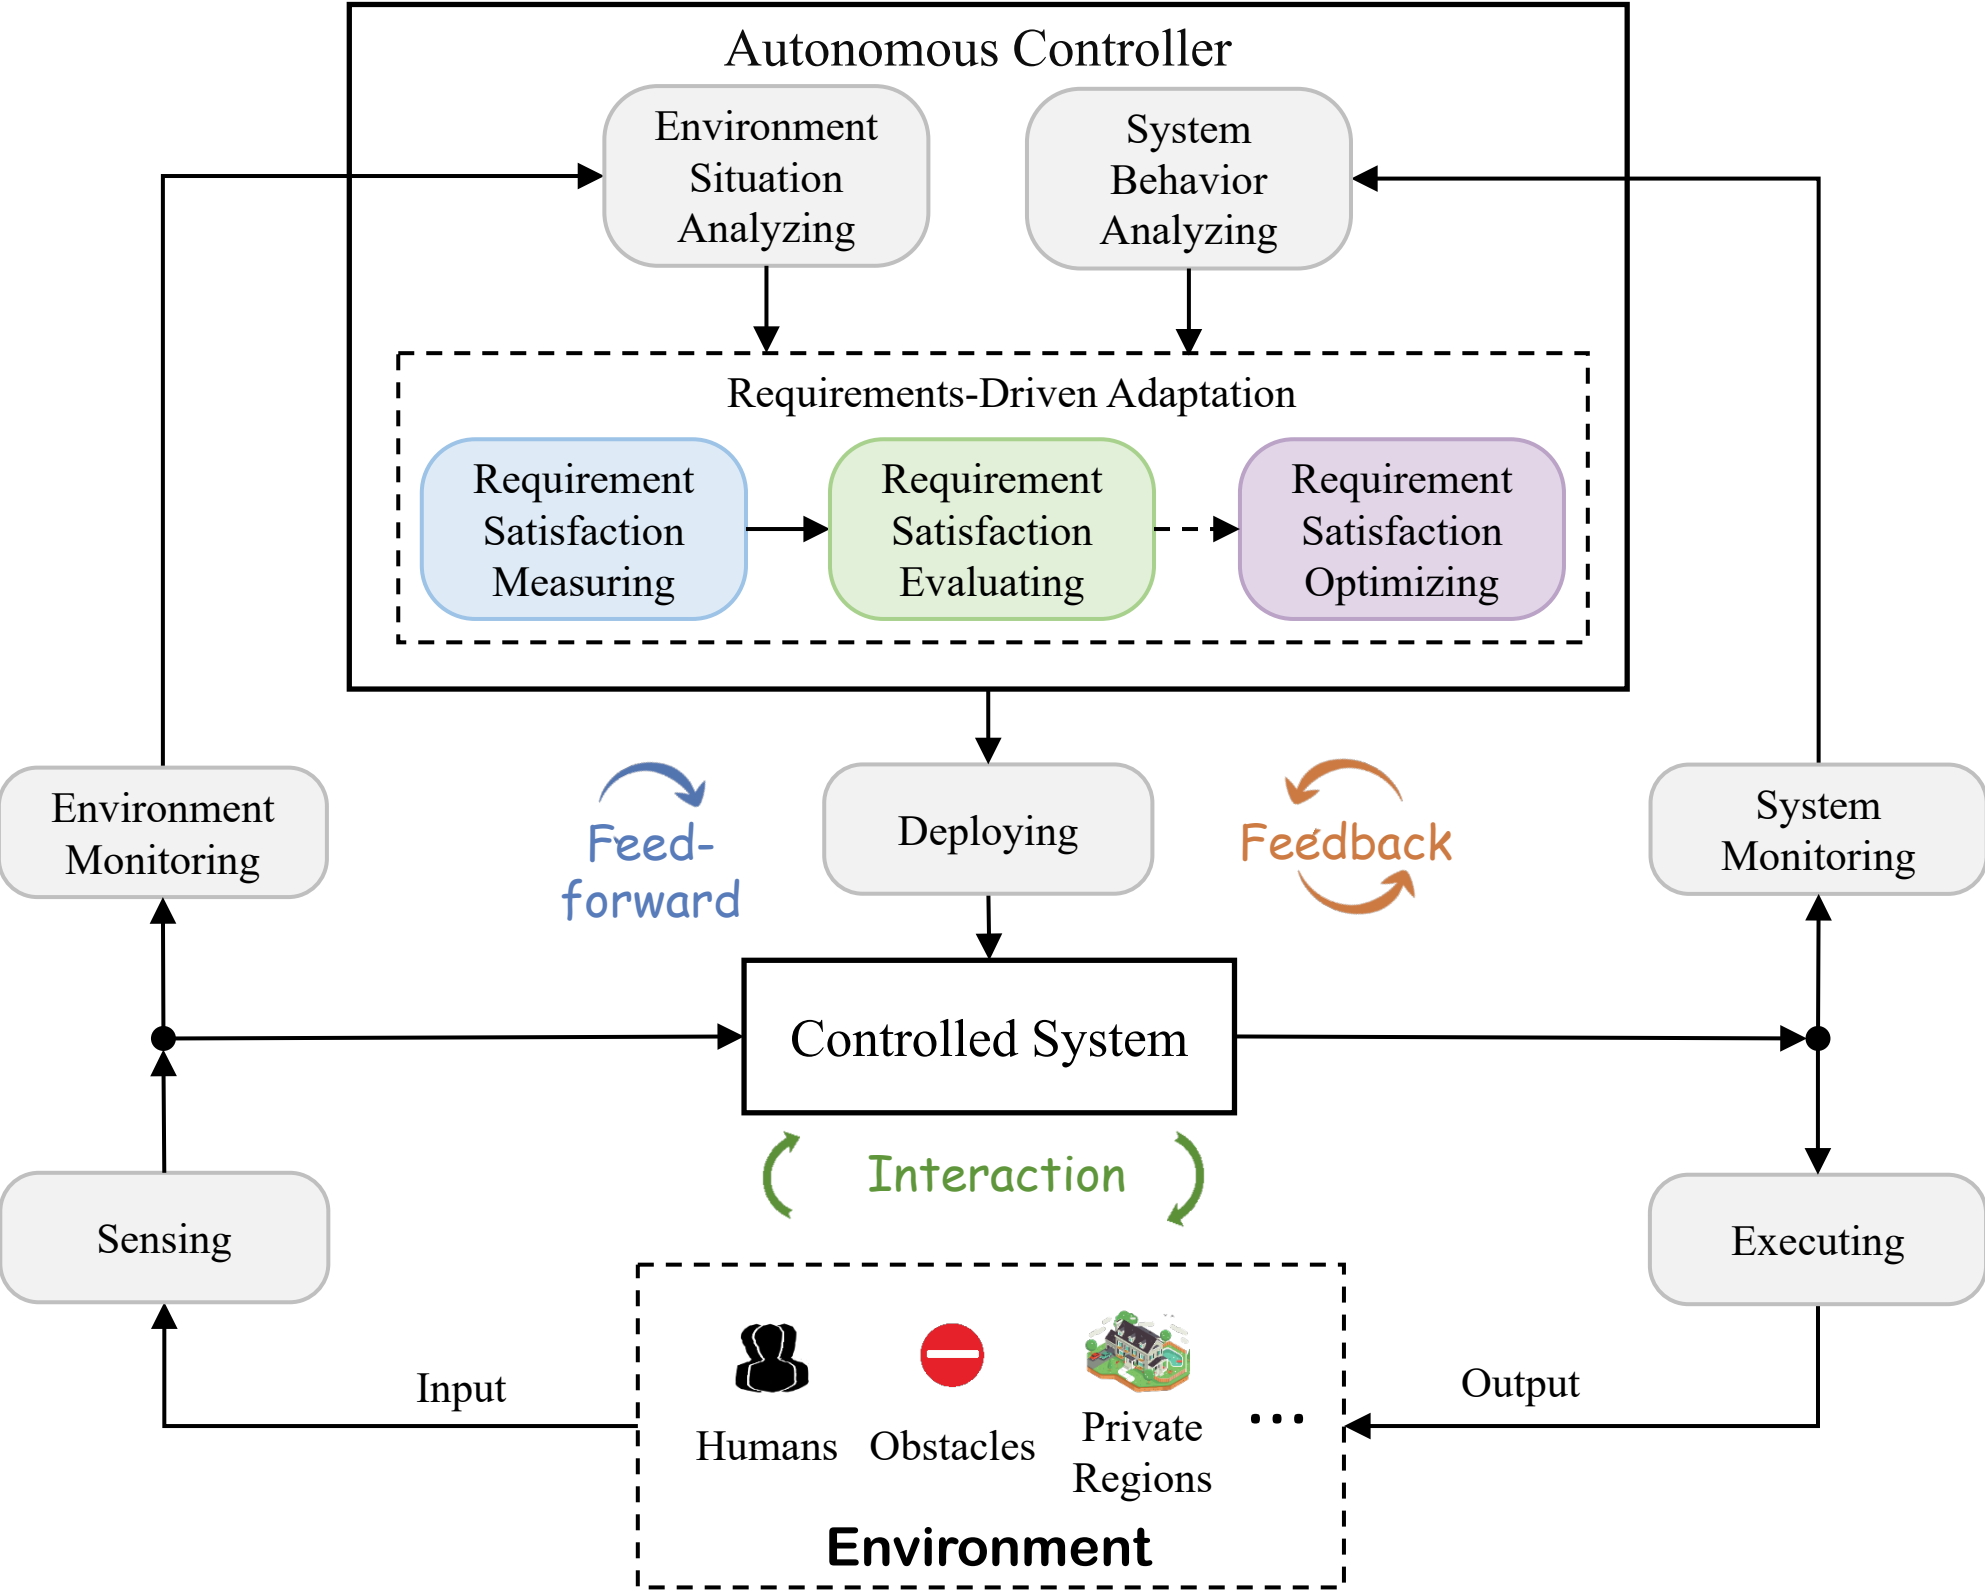 Autonomous Controller
Environment
Situation
Analyzing
System
Behavior
Analyzing
Requirements-Driven Adaptation
Requirement
Satisfaction
Measuring
Requirement
Satisfaction
Evaluating
Requirement
Satisfaction
Optimizing
Environment
Monitoring
Feed-
forward
Deploying
Feedback
System
Monitoring
Controlled System
Interaction
Sensing
Executing
Input
Output
Humans
Obstacles
Private
Regions
...
Environment